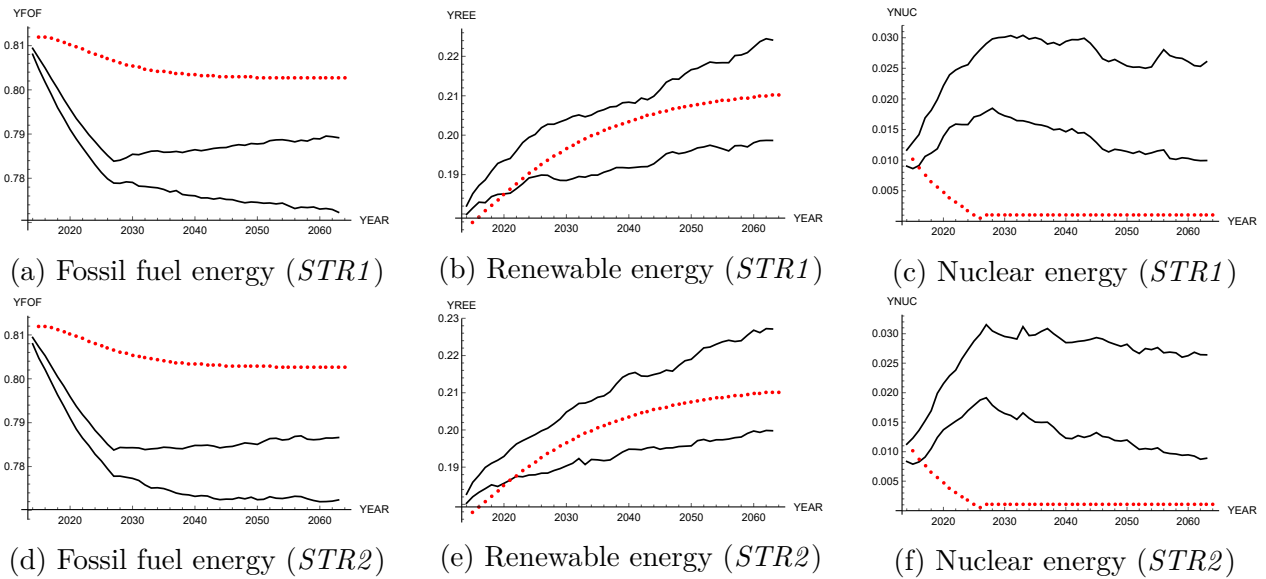 YFOF
0.81
0.80
0.79
0.78
2020 2030 2040 2050 2060
YEAR
(a) Fossil fuel energy (STR1)
YREE
0.22
0.21
0.20
0.19
2020 2030 2040 2050 2060
YEAR
(b) Renewable energy (STR1)
YNUC
0.030
0.025
0.020
0.015
0.010
0.005
2020 2030 2040 2050 2060
YEAR
(c) Nuclear energy (STR1)
YFOF
0.81
0.80
0.79
0.78
2020 2030 2040 2050 2060
YEAR
(d) Fossil fuel energy (STR2)
YREE
0.23
0.22
0.21
0.20
0.19
2020 2030 2040 2050 2060
YEAR
(e) Renewable energy (STR2)
YNUC
0.030
0.025
0.020
0.015
0.010
0.005
2020 2030 2040 2050 2060
YEAR
(f) Nuclear energy (STR2)